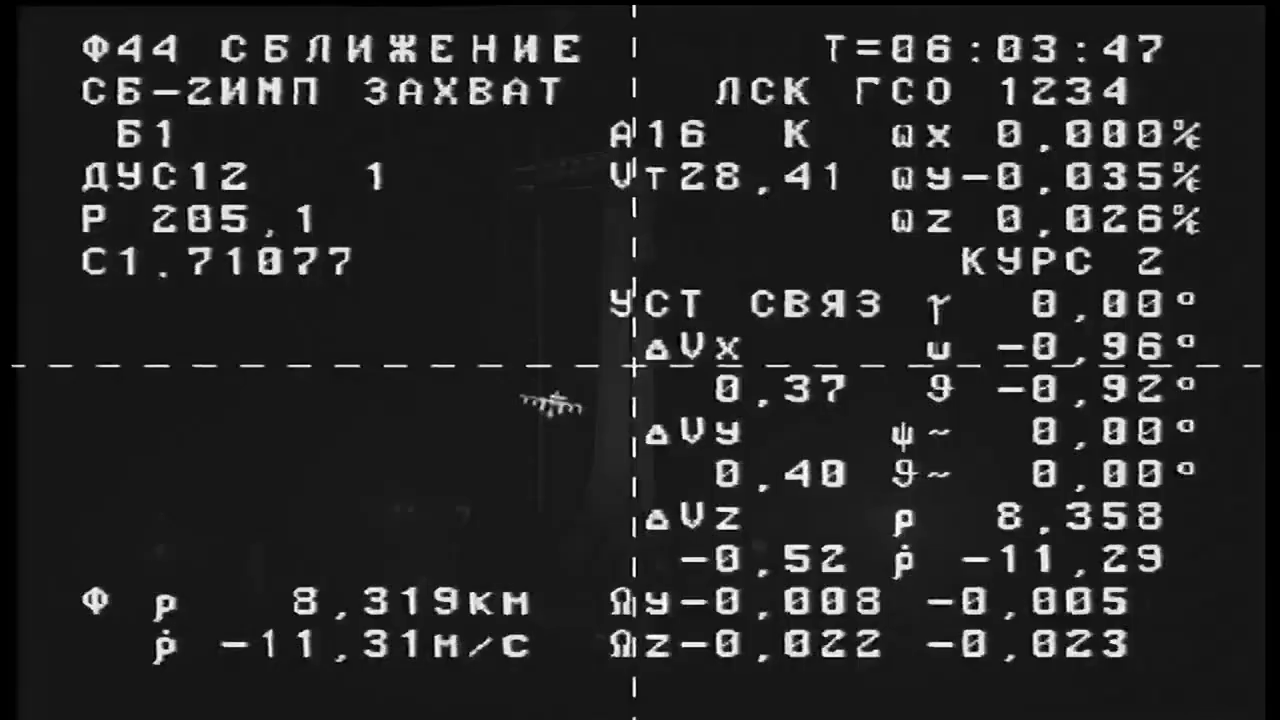 Ф44 СБЛИЖЕНИЕ Т=06:03:47
СБ-2ИМП ЗАХВАТ ЛСК ГСО 1234
Б1 А16 К ωx 0,000°/с
ДУС12 1 Vт28,41 ωy-0,035°/с
Р 205,1 ωz 0,026°/с
С1.71077 КУРС 2
УСТ СВЯЗ γ 0,00°
ΔVx ψ -0,96°
0,37 ϑ -0,92°
ΔVy ψ~ 0,00°
0,40 ϑ~ 0,00°
ΔVz ρ 8,358
-0,52 ρ̇ -11,29
Ф ρ 8,319км Ωy-0,008 -0,005
ρ̇ -11,31м/с Ωz-0,022 -0,023